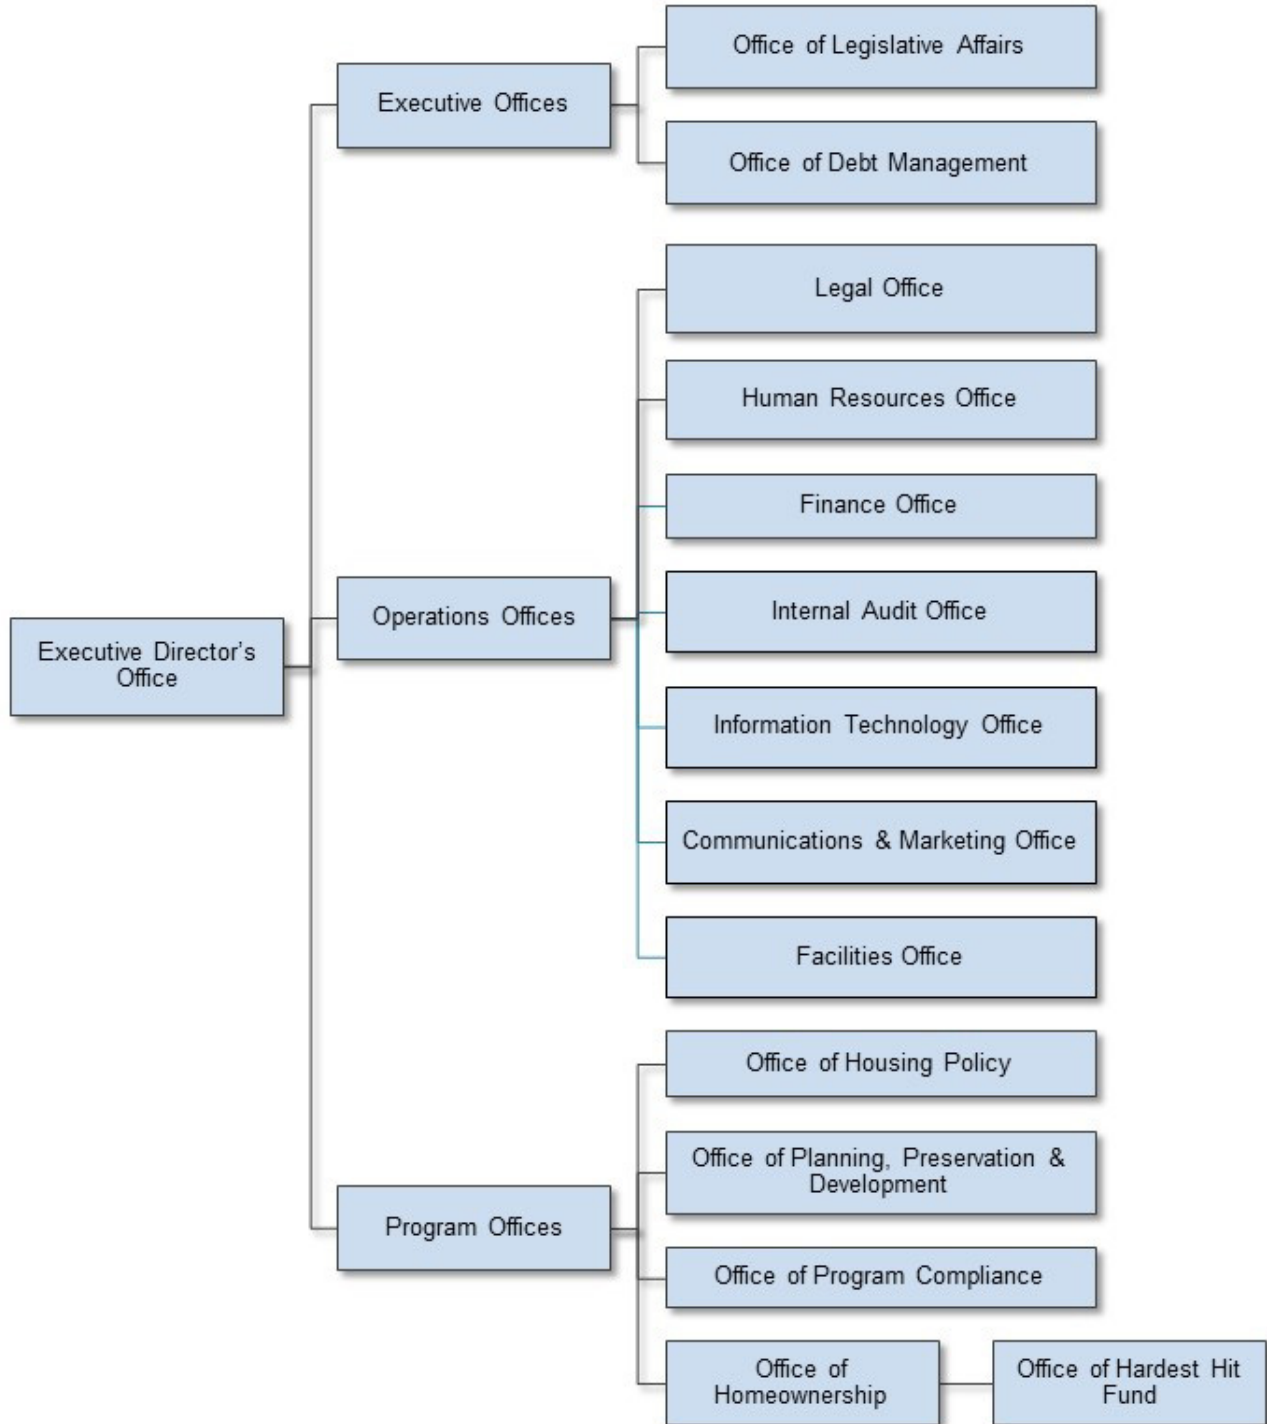 Office of Legislative Affairs
Executive Offices
Office of Debt Management
Legal Office
Human Resources Office
Finance Office
Internal Audit Office
Operations Offices
Executive Director's
Office
Information Technology Office
Communications & Marketing Office
Facilities Office
Office of Housing Policy
Office of Planning, Preservation &
Development
Program Offices
Office of Program Compliance
Office of
Homeownership
Office of Hardest Hit
Fund